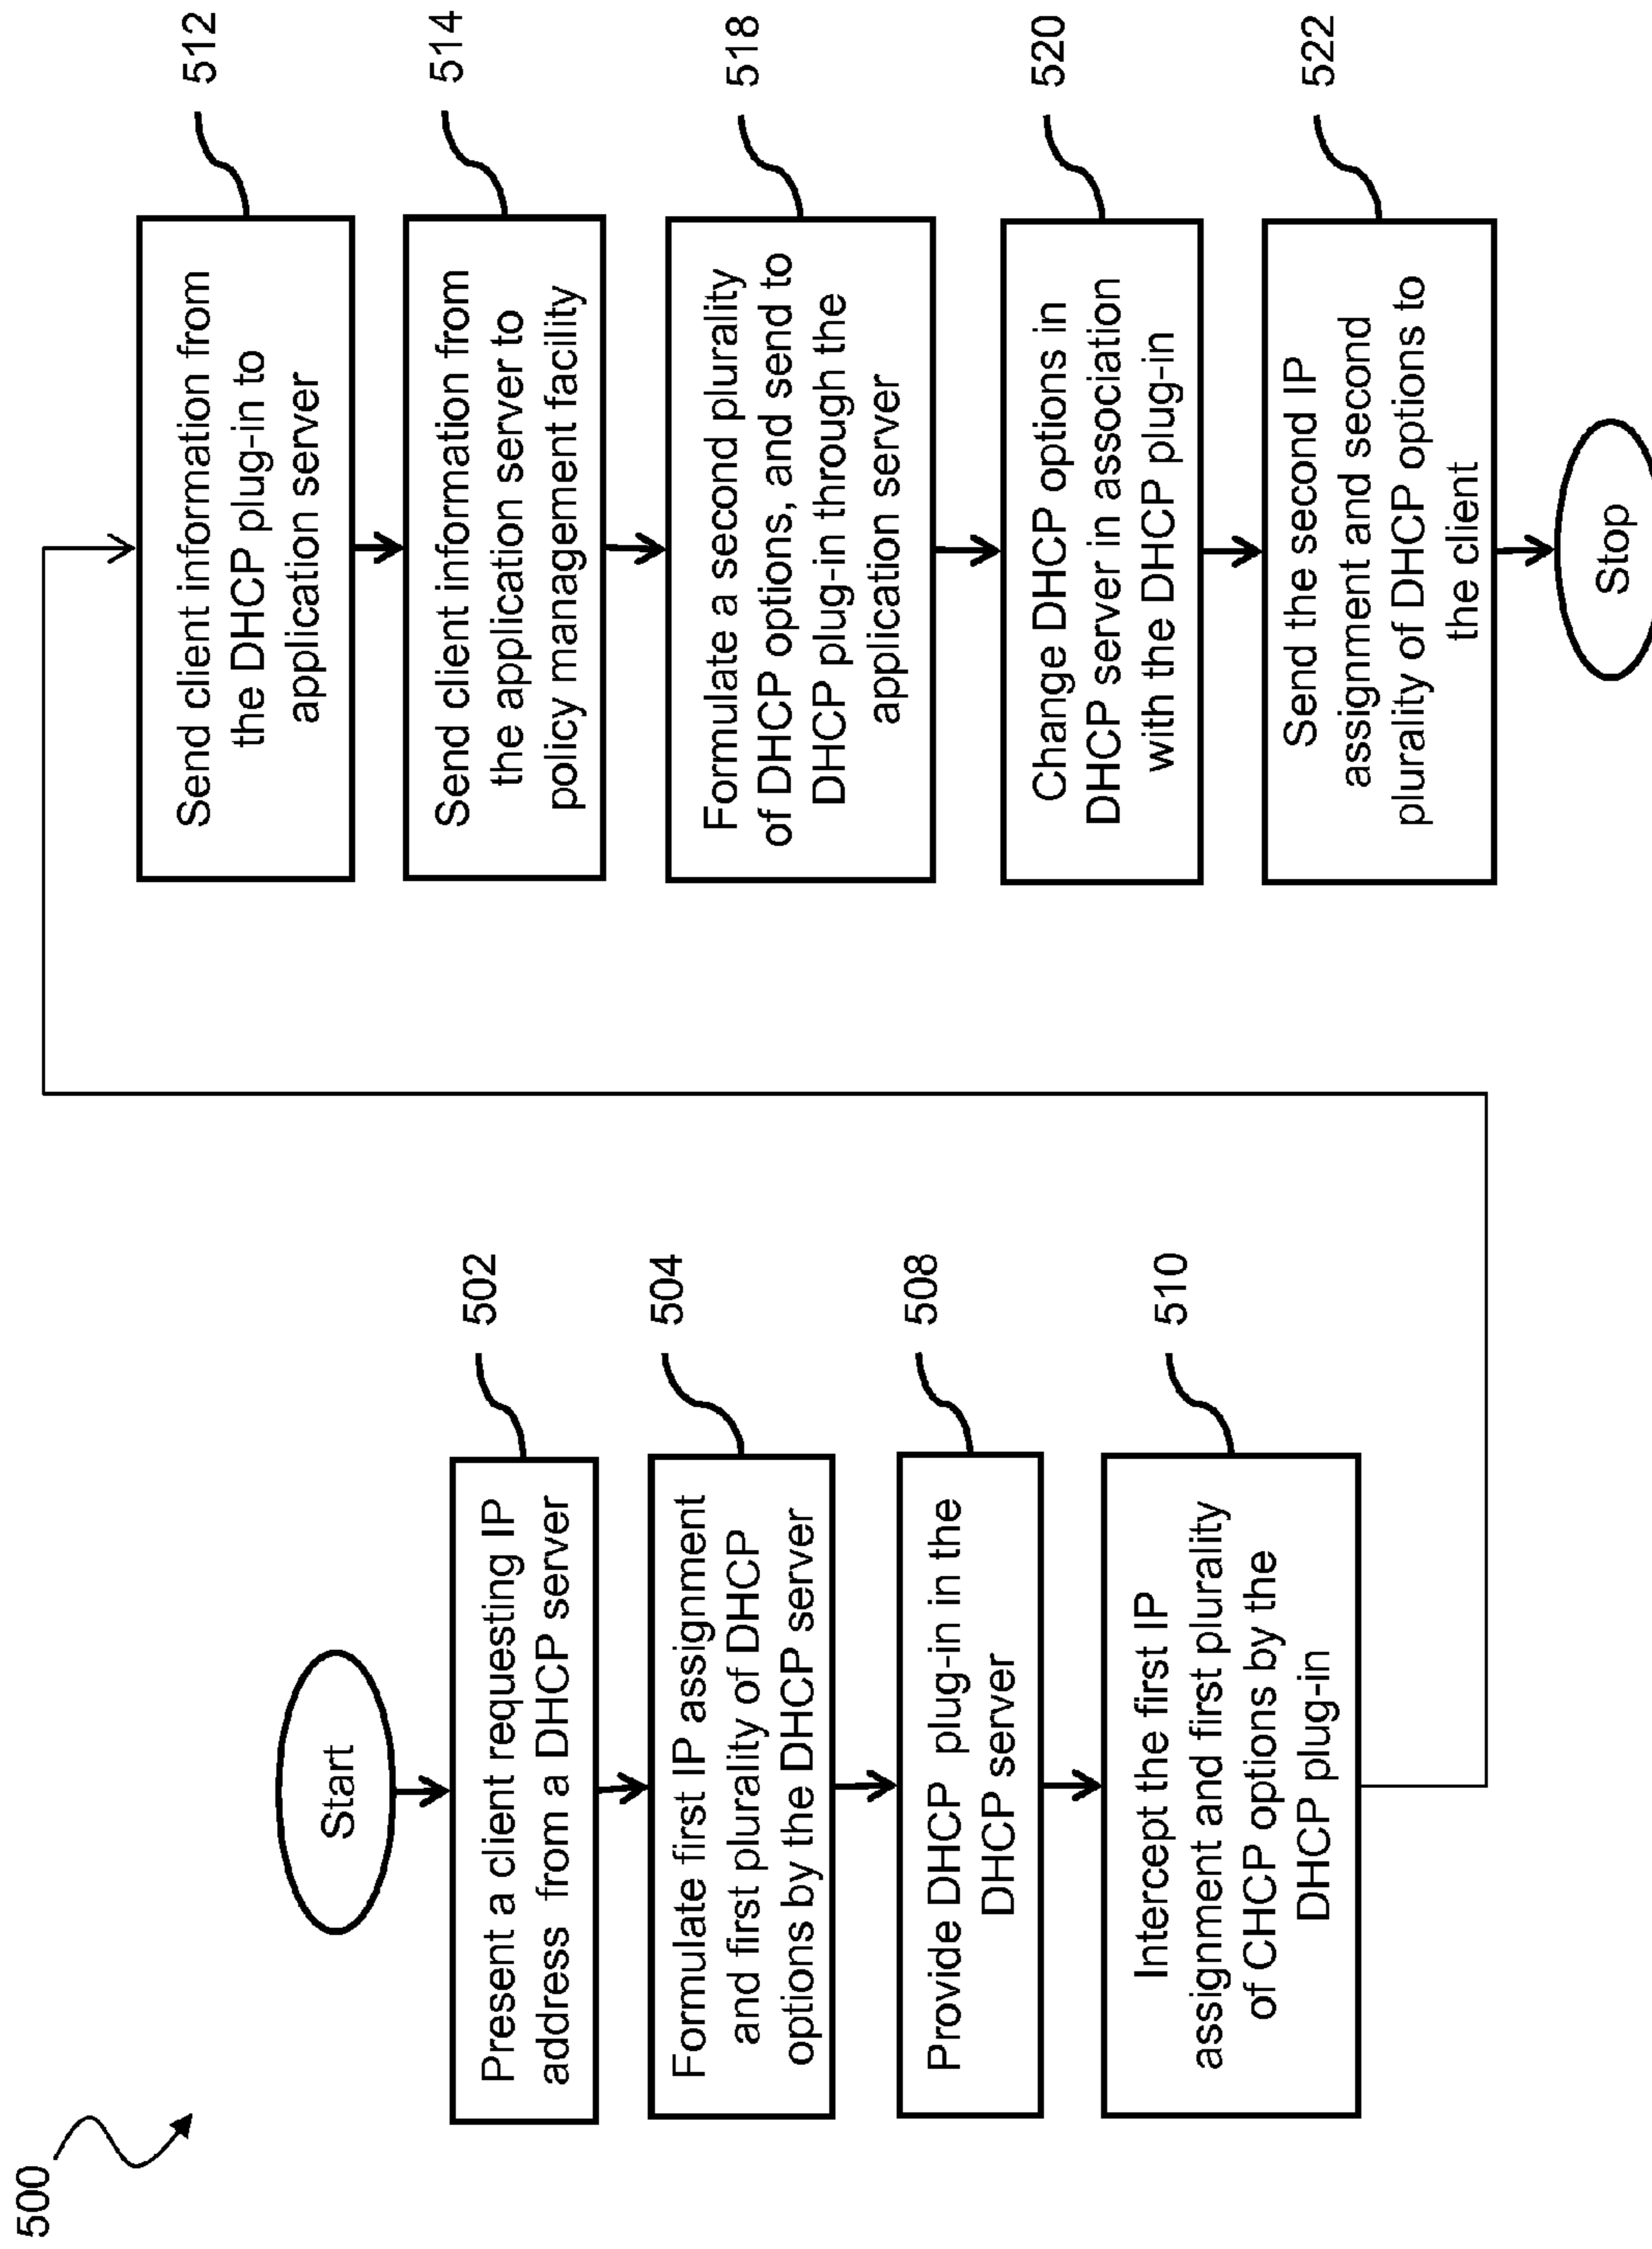 500
Start
Present a client requesting IP
address from a DHCP server
502
Formulate first IP assignment
and first plurality of DHCP
options by the DHCP server
504
Provide DHCP plug-in in the
DHCP server
508
Intercept the first IP
assignment and first plurality
of CHCP options by the
DHCP plug-in
510
Send client information from
the DHCP plug-in to
application server
512
Send client information from
the application server to
policy management facility
514
Formulate a second plurality
of DHCP options, and send to
DHCP plug-in through the
application server
518
Change DHCP options in
DHCP server in association
with the DHCP plug-in
520
Send the second IP
assignment and second
plurality of DHCP options to
the client
522
Stop